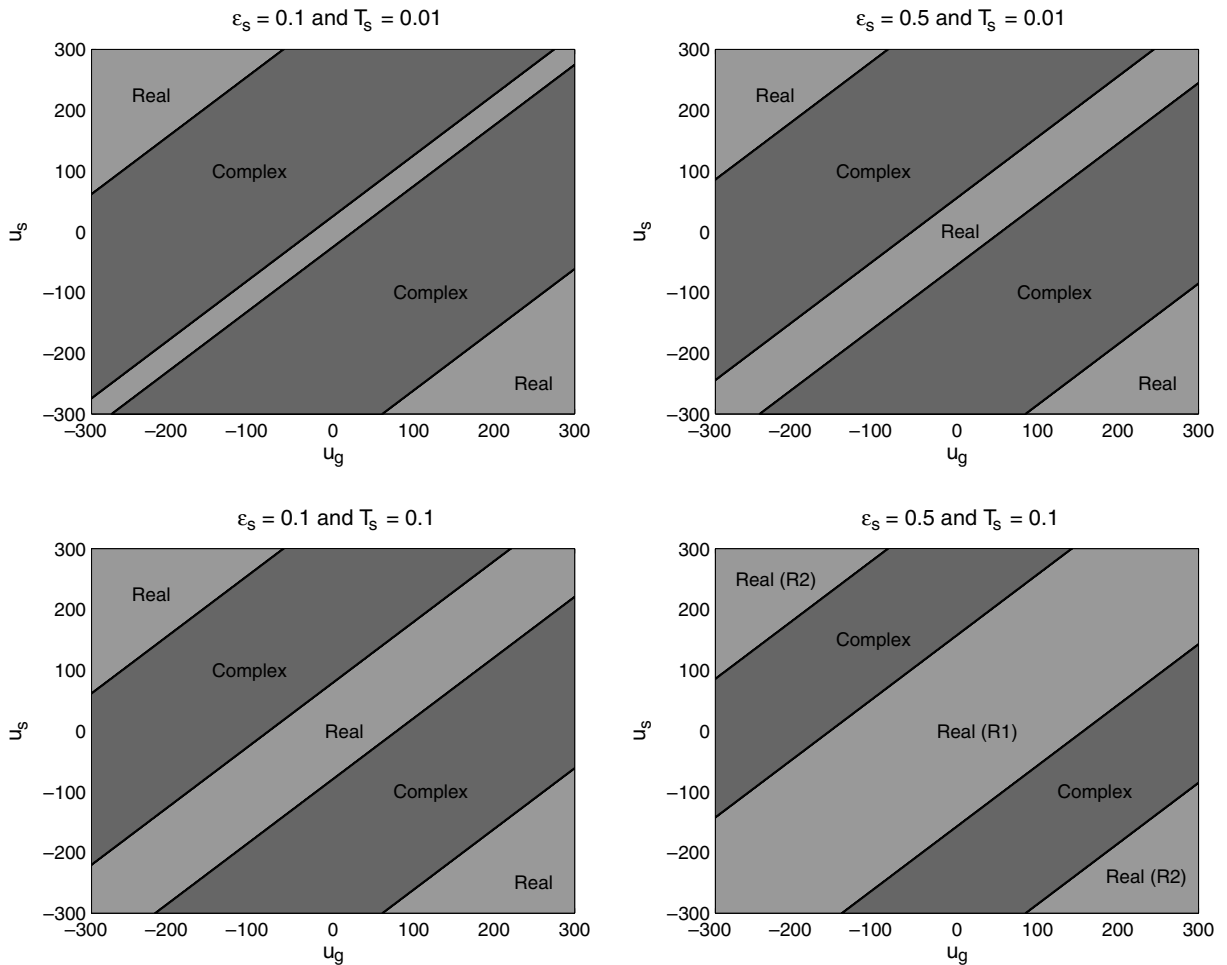 εs = 0.1 and Ts = 0.01
300
200
100
0
−100
−200
−300
us
Real
Complex
Complex
Real
−300 −200 −100 0 100 200 300
ug
εs = 0.5 and Ts = 0.01
300
200
100
0
−100
−200
−300
us
Real
Complex
Real
Complex
Real
−300 −200 −100 0 100 200 300
ug
εs = 0.1 and Ts = 0.1
300
200
100
0
−100
−200
−300
us
Real
Complex
Real
Complex
Real
−300 −200 −100 0 100 200 300
ug
εs = 0.5 and Ts = 0.1
300
200
100
0
−100
−200
−300
us
Real (R2)
Complex
Real (R1)
Complex
Real (R2)
−300 −200 −100 0 100 200 300
ug